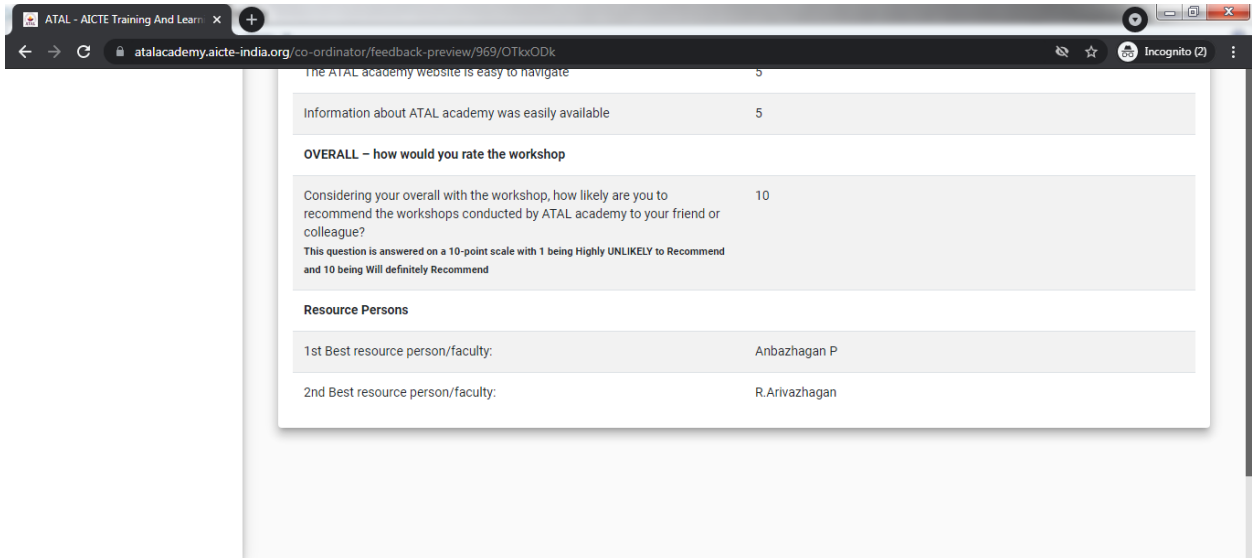 ATAL - AICTE Training And Learn
atalacademy.aicte-india.org/co-ordinator/feedback-preview/969/OTkxODk
Incognito (2)
The ATAL academy website is easy to navigate 5
Information about ATAL academy was easily available 5
OVERALL – how would you rate the workshop
Considering your overall with the workshop, how likely are you to 10
recommend the workshops conducted by ATAL academy to your friend or
colleague?
This question is answered on a 10-point scale with 1 being Highly UNLIKELY to Recommend
and 10 being Will definitely Recommend
Resource Persons
1st Best resource person/faculty: Anbazhagan P
2nd Best resource person/faculty: R.Arivazhagan